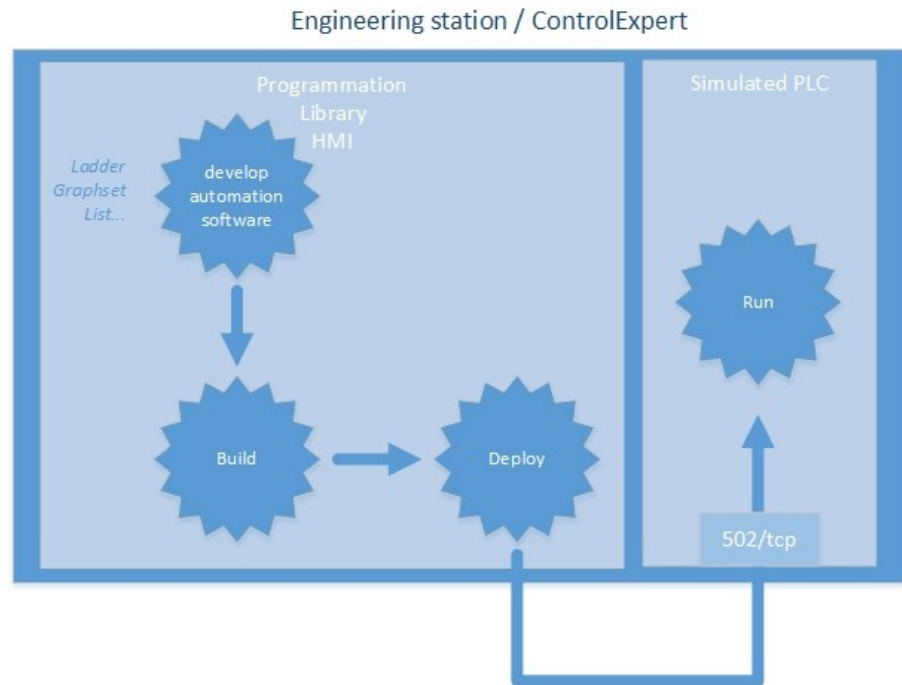 Engineering station / ControlExpert
Programmation
Library
HMI
Simulated PLC
Ladder
Graphset
List...
develop
automation
software
Run
Build
Deploy
502/tcp